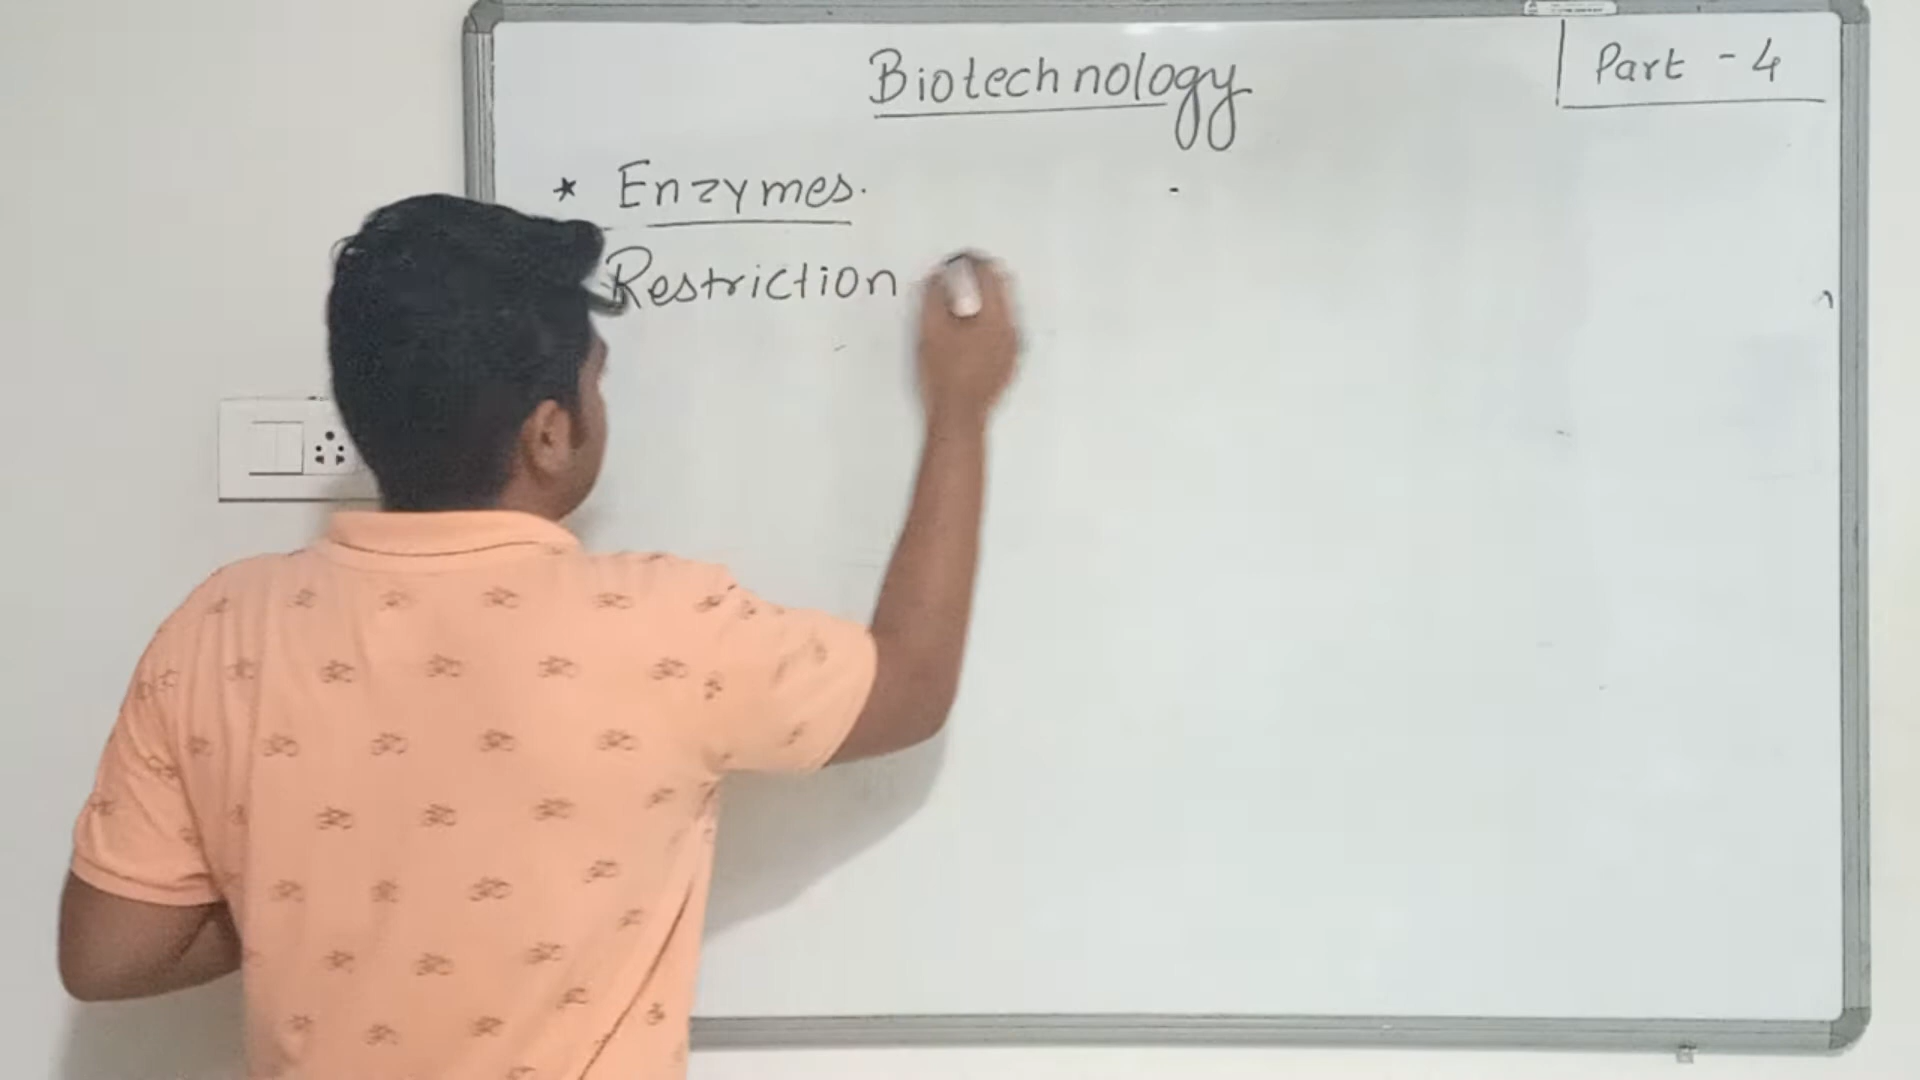 Biotechnology
Part - 4
* Enzymes.
Restriction